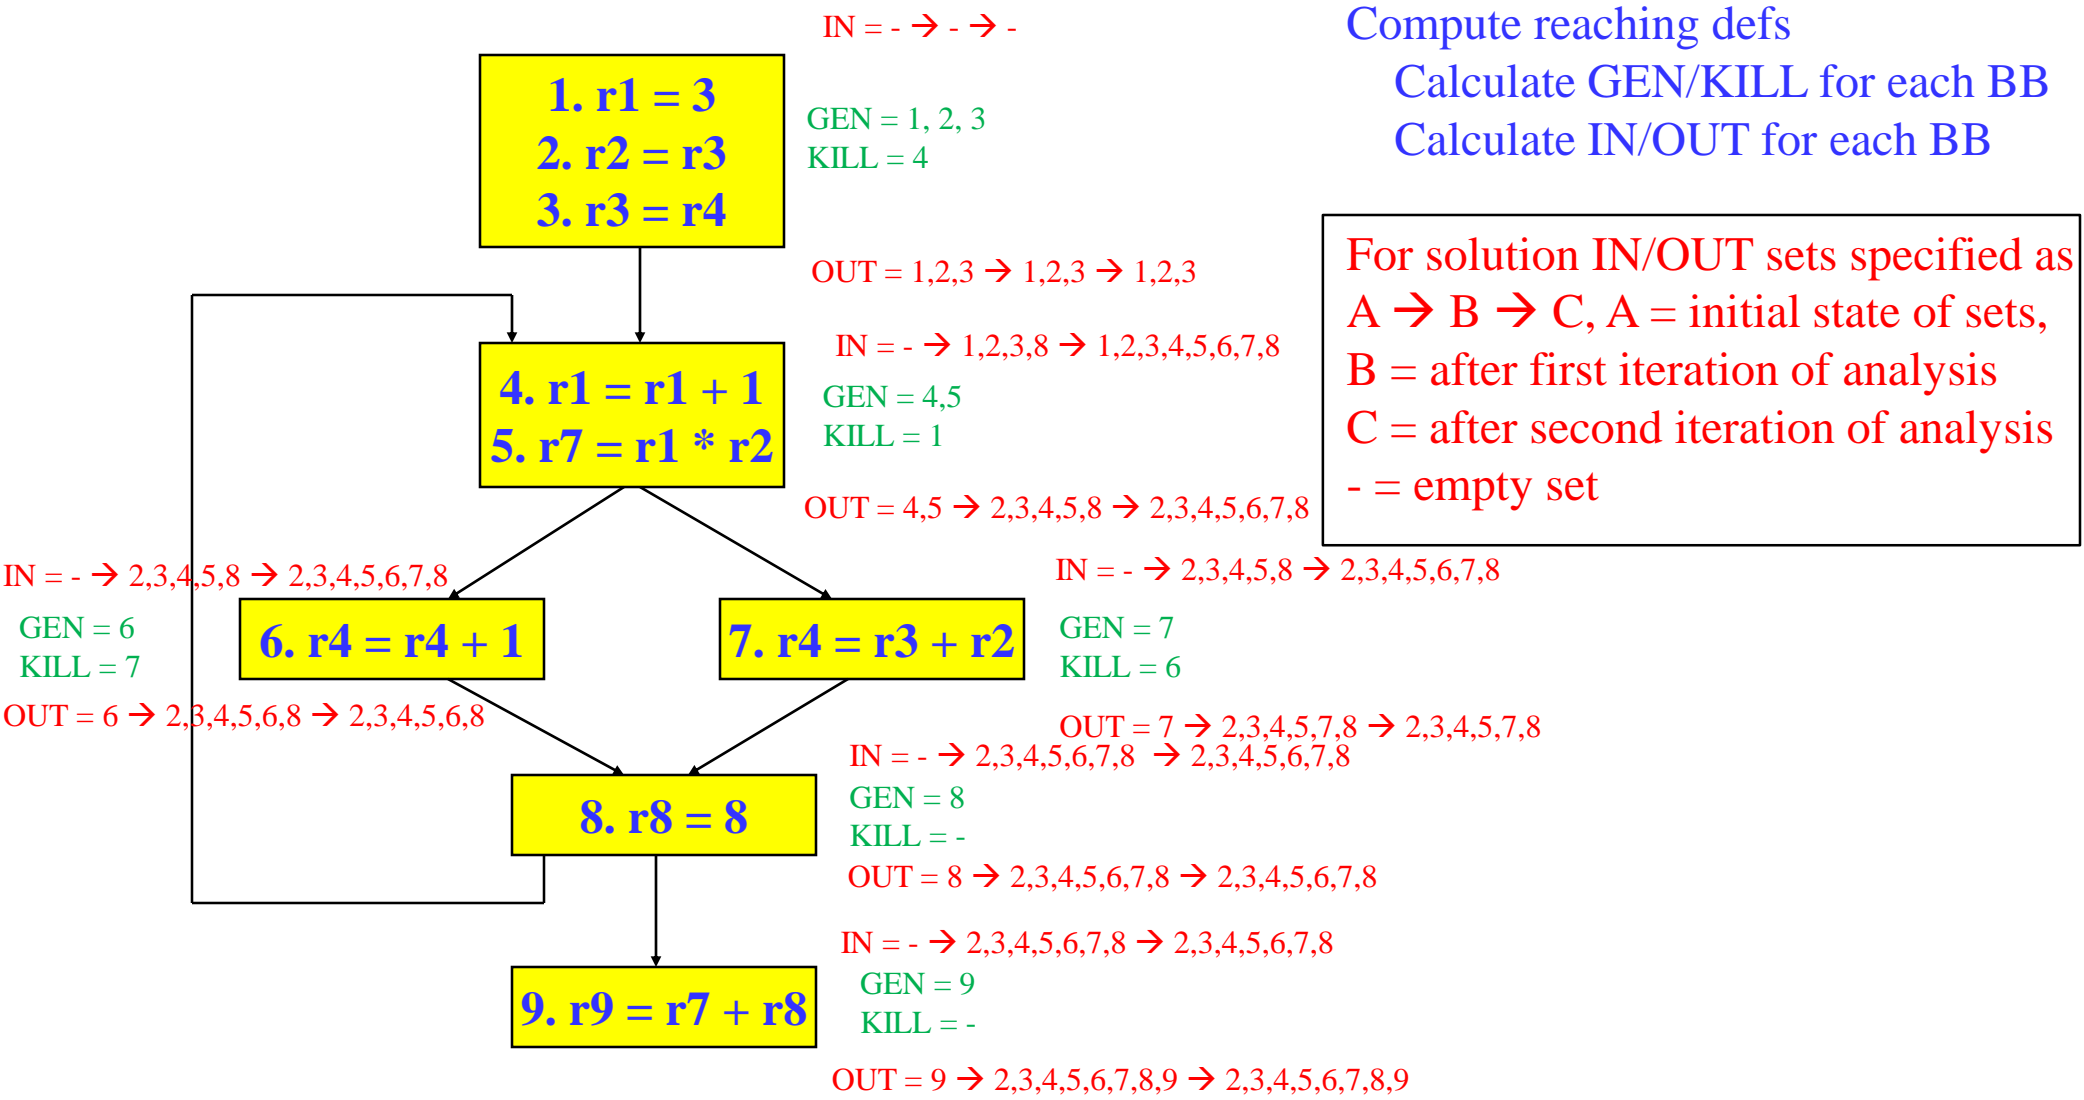 IN = - → - → -
Compute reaching defs
Calculate GEN/KILL for each BB
Calculate IN/OUT for each BB
1. r1 = 3
2. r2 = r3
3. r3 = r4
GEN = 1, 2, 3
KILL = 4
OUT = 1,2,3 → 1,2,3 → 1,2,3
For solution IN/OUT sets specified as
A → B → C, A = initial state of sets,
B = after first iteration of analysis
C = after second iteration of analysis
- = empty set
IN = - → 1,2,3,8 → 1,2,3,4,5,6,7,8
4. r1 = r1 + 1
5. r7 = r1 * r2
GEN = 4,5
KILL = 1
OUT = 4,5 → 2,3,4,5,8 → 2,3,4,5,6,7,8
IN = - → 2,3,4,5,8 → 2,3,4,5,6,7,8
GEN = 6
KILL = 7
6. r4 = r4 + 1
OUT = 6 → 2,3,4,5,6,8 → 2,3,4,5,6,8
IN = - → 2,3,4,5,8 → 2,3,4,5,6,7,8
7. r4 = r3 + r2
GEN = 7
KILL = 6
OUT = 7 → 2,3,4,5,7,8 → 2,3,4,5,7,8
IN = - → 2,3,4,5,6,7,8 → 2,3,4,5,6,7,8
8. r8 = 8
GEN = 8
KILL = -
OUT = 8 → 2,3,4,5,6,7,8 → 2,3,4,5,6,7,8
IN = - → 2,3,4,5,6,7,8 → 2,3,4,5,6,7,8
9. r9 = r7 + r8
GEN = 9
KILL = -
OUT = 9 → 2,3,4,5,6,7,8,9 → 2,3,4,5,6,7,8,9